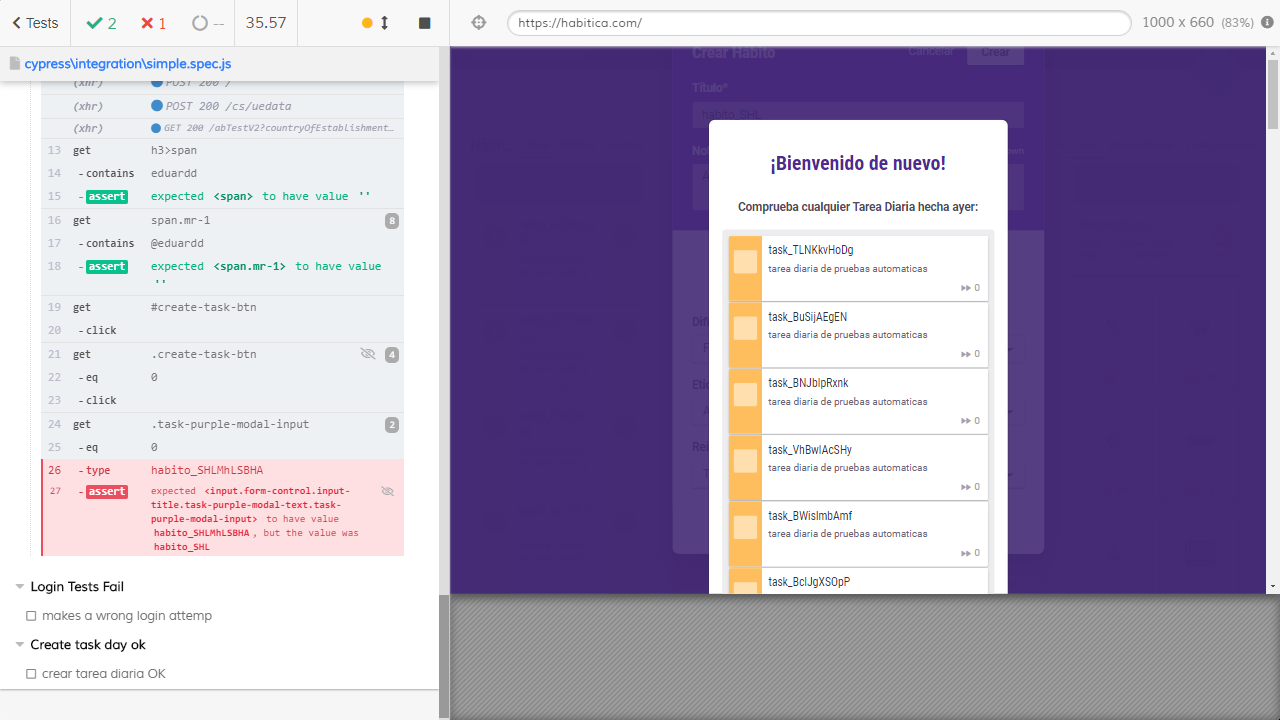 Tests
2
1
--
35.57
https://habitica.com/
1000 x 660 (83%)
cypress\integration\simple.spec.js
(xhr) POST 200 /
(xhr) POST 200 /cs/uedata
(xhr) GET 200 /abTestV2?countryOfEstablishment…
13 get h3>span
14 - contains eduardd
15 - assert expected <span> to have value ''
16 get span.mr-1 8
17 - contains @eduardd
18 - assert expected <span.mr-1> to have value
''
19 get #create-task-btn
20 - click
21 get .create-task-btn 4
22 - eq 0
23 - click
24 get .task-purple-modal-input 2
25 - eq 0
26 - type habito_SHLMhLSBHA
27 - assert expected <input.form-control.input-
title.task-purple-modal-text.task-
purple-modal-input> to have value
habito_SHLMhLSBHA, but the value was
habito_SHL
Login Tests Fail
makes a wrong login attemp
Create task day ok
crear tarea diaria OK
Crear Hábito
Cancelar
Crear
Título*
habito_SHL
¡Bienvenido de nuevo!
Comprueba cualquier Tarea Diaria hecha ayer:
task_TLNKkvHoDg
tarea diaria de pruebas automaticas
0
task_BuSijAEgEN
tarea diaria de pruebas automaticas
0
task_BNJbIpRxnk
tarea diaria de pruebas automaticas
0
task_VhBwIAcSHy
tarea diaria de pruebas automaticas
0
task_BWisImbAmf
tarea diaria de pruebas automaticas
0
task_BclJgXSOpP